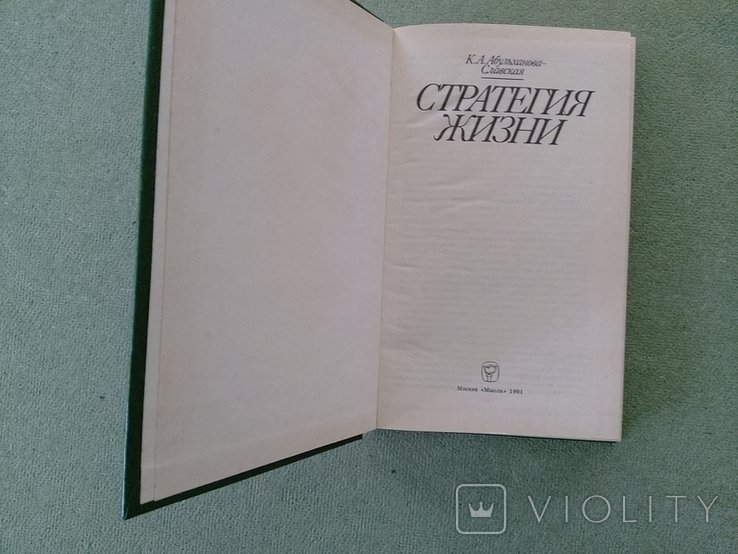 К. А. Абульханова-
Славская
СТРАТЕГИЯ
ЖИЗНИ
Москва «Мысль» 1991
VIOLITY